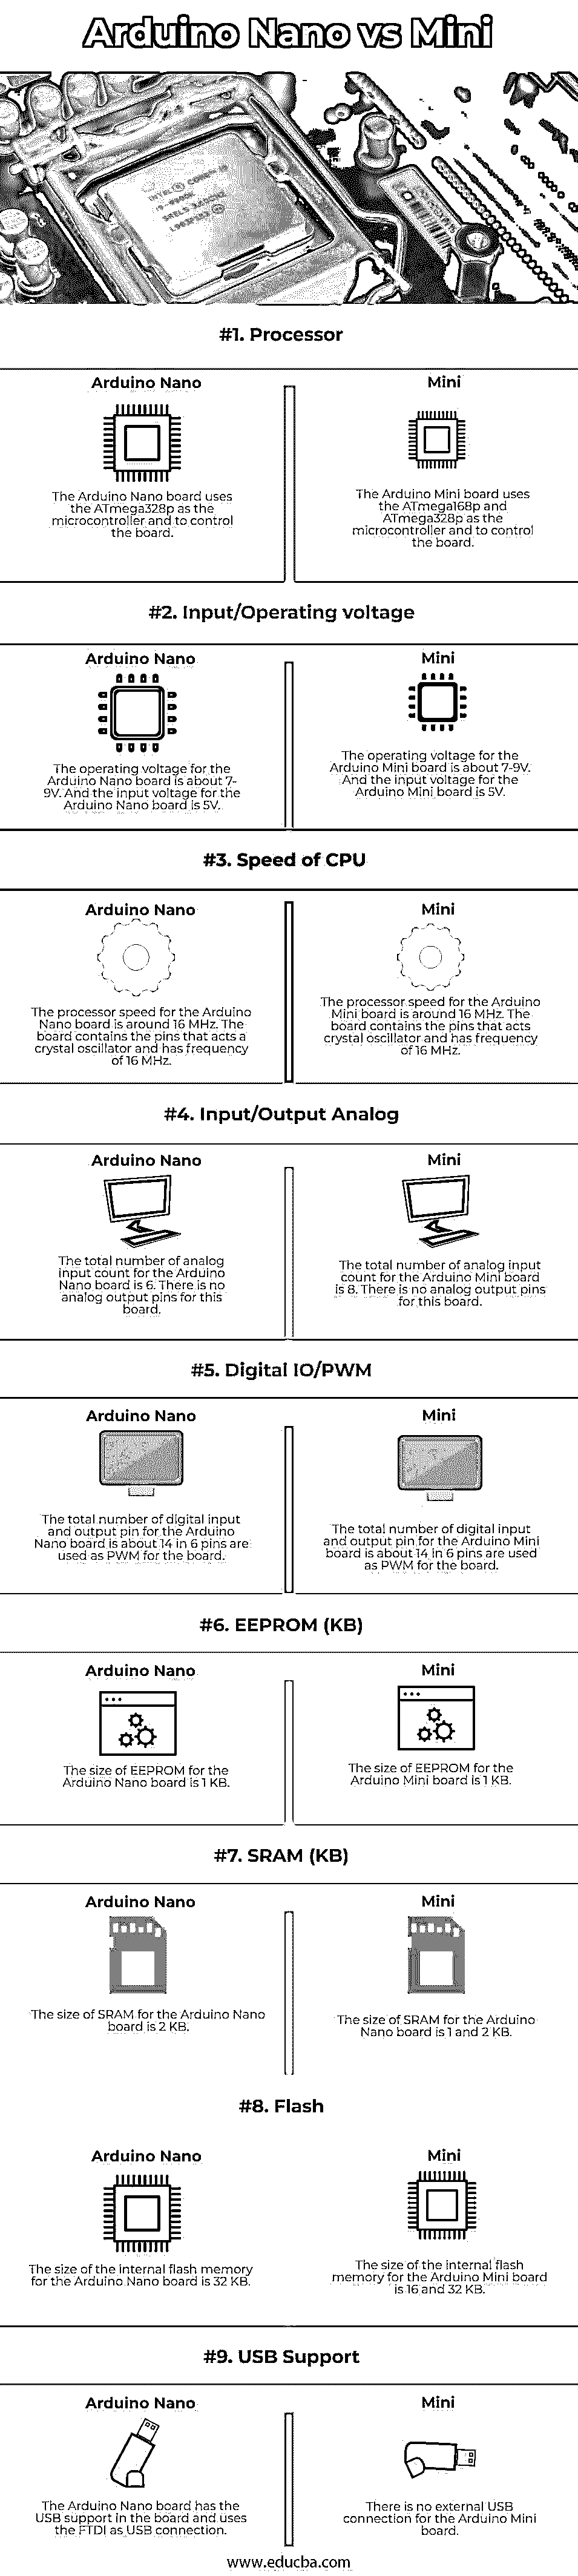 Arduino Nano vs Mini
INTEL® CORE™ i9
i9-9900K
#1. Processor
Arduino Nano
The Arduino Nano board uses
the ATmega328p as the
microcontroller and to control
the board.
Mini
The Arduino Mini board uses
the ATmega168p and
ATmega328p as the
microcontroller and to control
the board.
#2. Input/Operating voltage
Arduino Nano
The operating voltage for the
Arduino Nano board is about 7-
9V. And the input voltage for the
Arduino Nano board is 5V.
Mini
The operating voltage for the
Arduino Mini board is about 7-9V.
And the input voltage for the
Arduino Mini board is 5V.
#3. Speed of CPU
Arduino Nano
The processor speed for the Arduino
Nano board is around 16 MHz. The
board contains the pins that acts a
crystal oscillator and has frequency
of 16 MHz.
Mini
The processor speed for the Arduino
Mini board is around 16 MHz. The
board contains the pins that acts
crystal oscillator and has frequency
of 16 MHz.
#4. Input/Output Analog
Arduino Nano
The total number of analog
input count for the Arduino
Nano board is 6. There is no
analog output pins for this
board.
Mini
The total number of analog input
count for the Arduino Mini board
is 8. There is no analog output pins
for this board.
#5. Digital IO/PWM
Arduino Nano
The total number of digital input
and output pin for the Arduino
Nano board is about 14 in 6 pins are
used as PWM for the board.
Mini
The total number of digital input
and output pin for the Arduino Mini
board is about 14 in 6 pins are used
as PWM for the board.
#6. EEPROM (KB)
Arduino Nano
The size of EEPROM for the
Arduino Nano board is 1 KB.
Mini
The size of EEPROM for the
Arduino Mini board is 1 KB.
#7. SRAM (KB)
Arduino Nano
The size of SRAM for the Arduino Nano
board is 2 KB.
Mini
The size of SRAM for the Arduino
Nano board is 1 and 2 KB.
#8. Flash
Arduino Nano
The size of the internal flash memory
for the Arduino Nano board is 32 KB.
Mini
The size of the internal flash
memory for the Arduino Mini board
is 16 and 32 KB.
#9. USB Support
Arduino Nano
The Arduino Nano board has the
USB support in the board and uses
the FTDI as USB connection.
Mini
There is no external USB
connection for the Arduino Mini
board.
www.educba.com